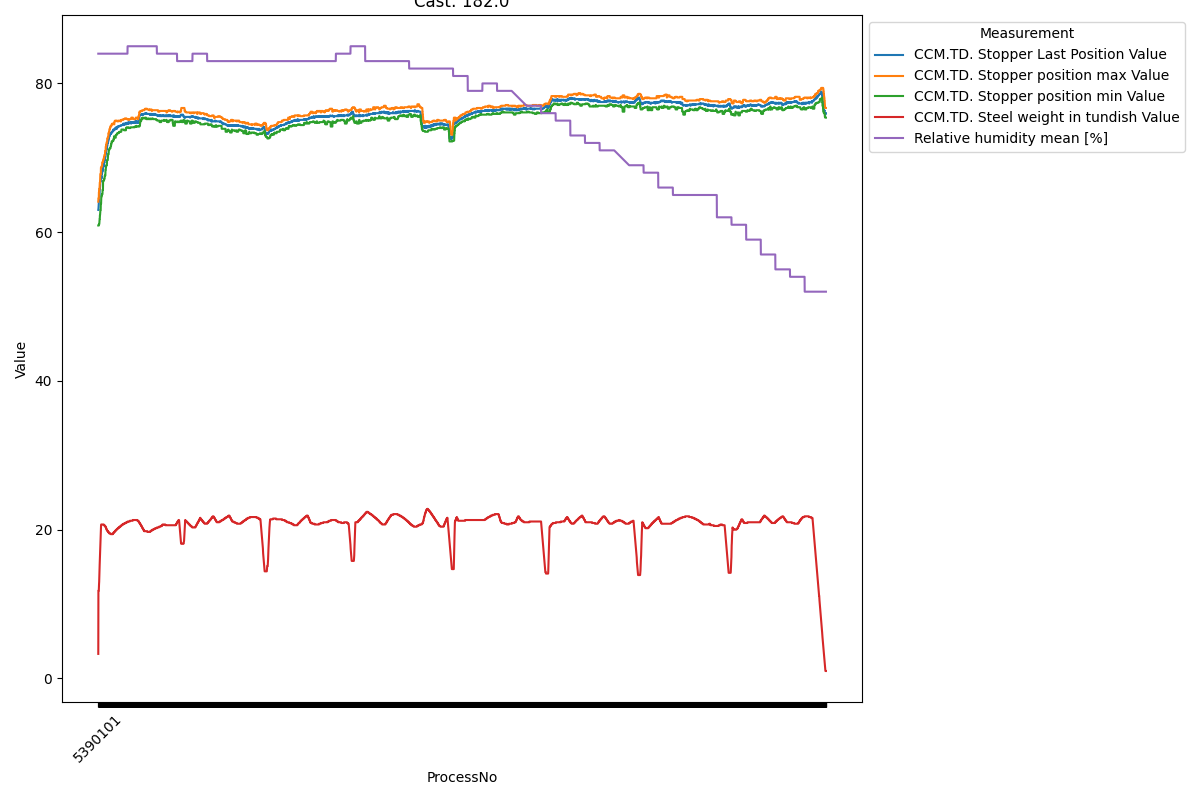 Cast: 182.0
Measurement
CCM.TD. Stopper Last Position Value
CCM.TD. Stopper position max Value
CCM.TD. Stopper position min Value
CCM.TD. Steel weight in tundish Value
Relative humidity mean [%]
80
60
40
20
0
Value
5390101
ProcessNo